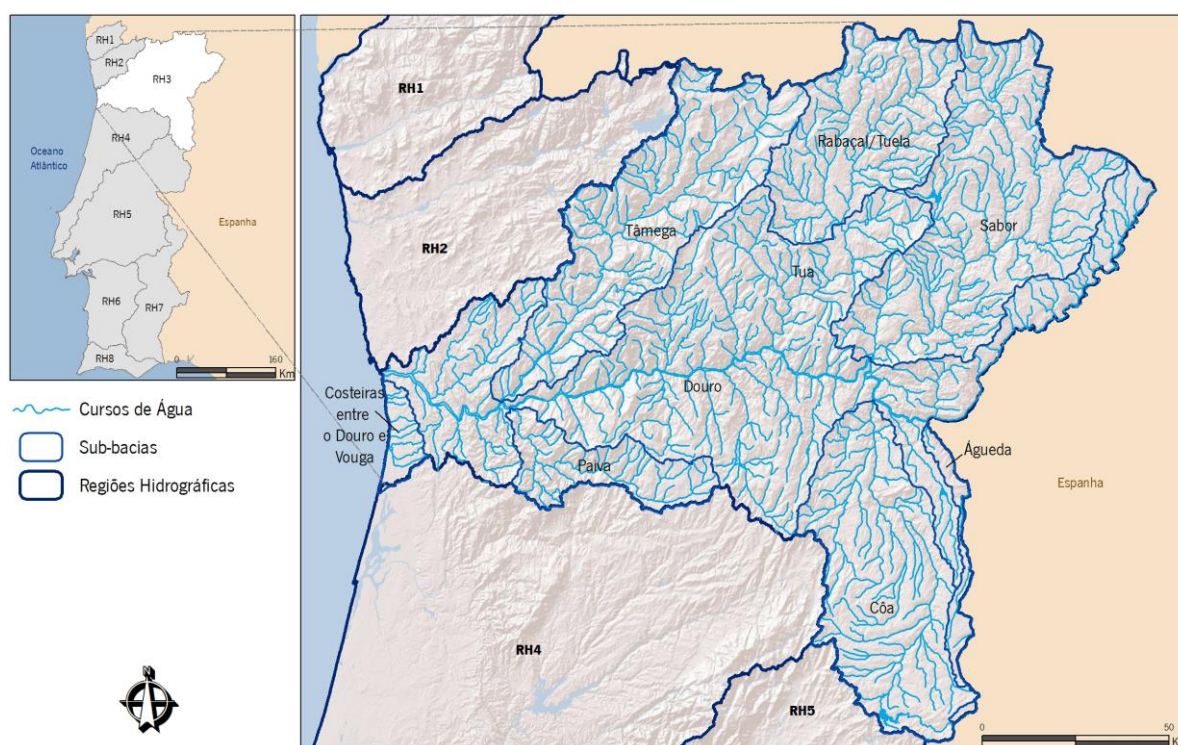 RH1
RH2
RH3
RH4
Oceano
Atlântico
RH5
Espanha
RH6
RH7
RH8
0
160
Km
Cursos de Água
Sub-bacias
Regiões Hidrográficas
N
RH1
Rabaçal/Tuela
RH2
Tâmega
Sabor
Tua
Douro
Costeiras
entre
o Douro e
Vouga
Paiva
Águeda
Espanha
Côa
RH4
RH5
0
50
K